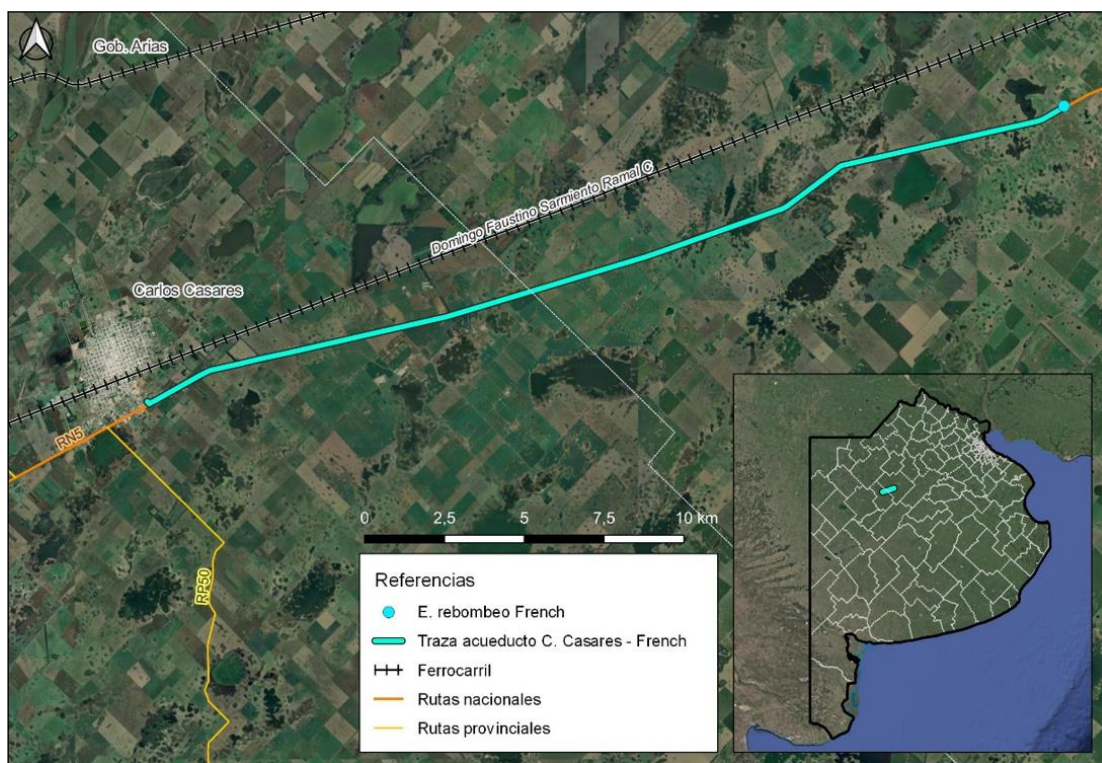 Gob. Arias
Domingo Faustino Sarmiento Ramal C
Carlos Casares
RN5
RP50
0 2,5 5 7,5 10 km
Referencias
E. rebombeo French
Traza acueducto C. Casares - French
Ferrocarril
Rutas nacionales
Rutas provinciales